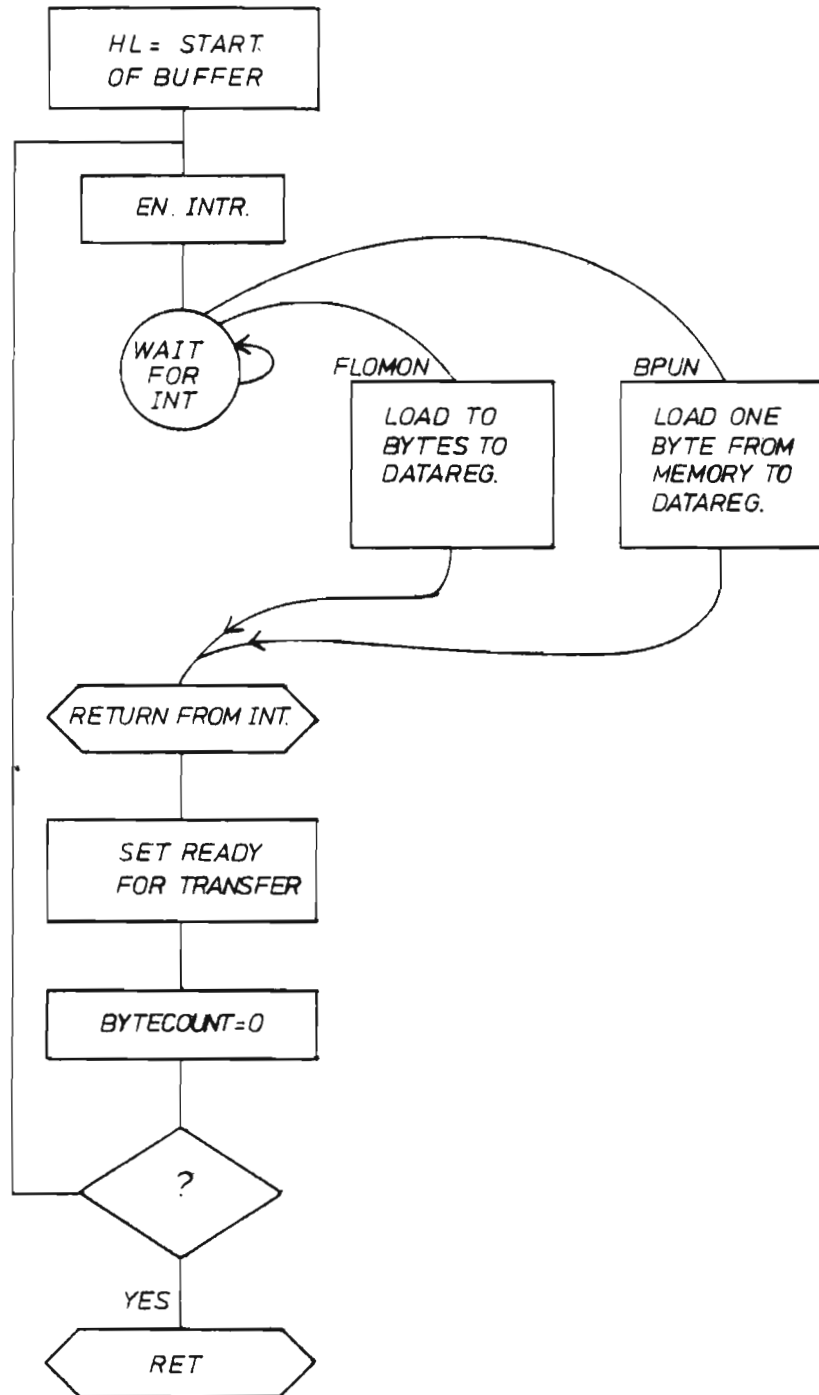 HL = START.
OF BUFFER
EN. INTR.
WAIT
FOR
INT
FLOMON
LOAD TO
BYTES TO
DATAREG.
BPUN
LOAD ONE
BYTE FROM
MEMORY TO
DATAREG.
RETURN FROM INT.
SET READY
FOR TRANSFER
BYTECOUNT=0
?
YES
RET